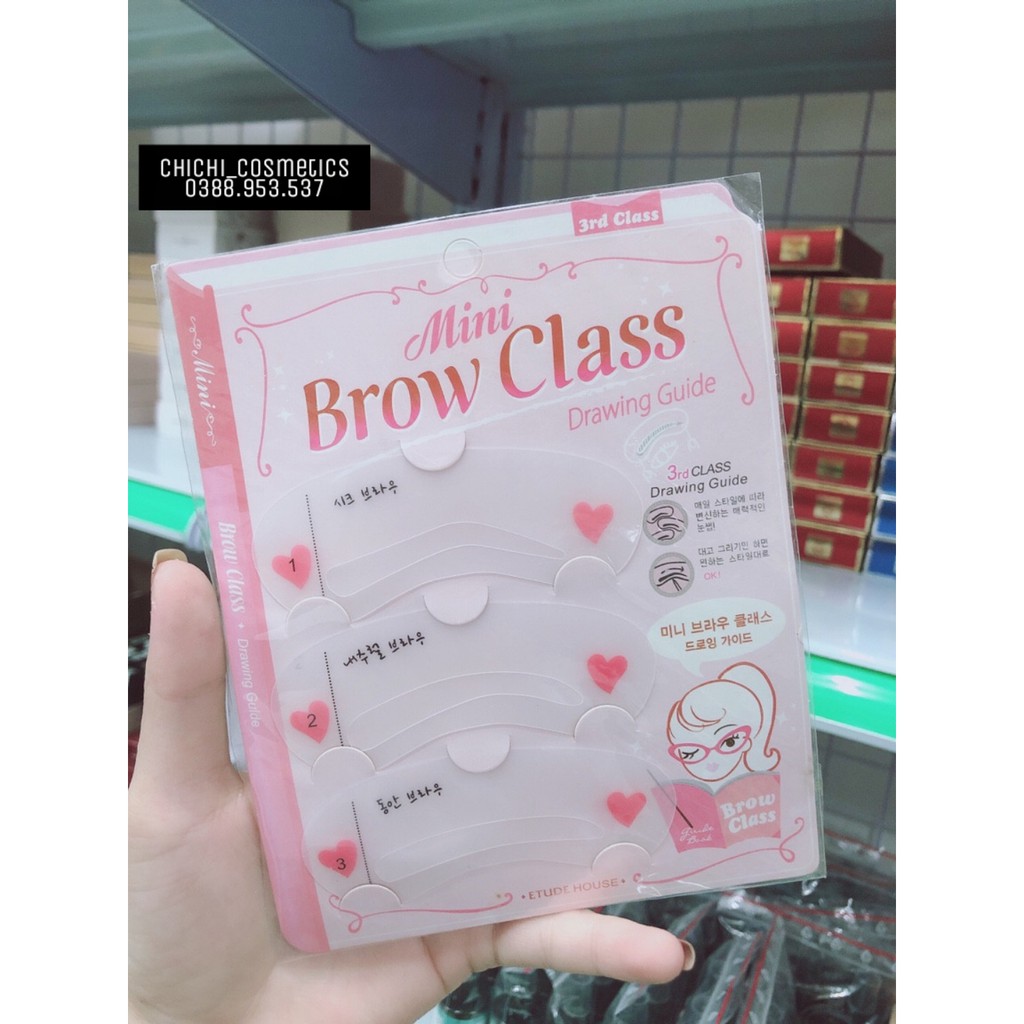 CHICHI_COSMETICS
0388.953.537
3rd Class
Mini
Brow Class
Drawing Guide
Mini
Brow Class • Drawing Guide
3rd CLASS
Drawing Guide
매일 스타일에 따라
변신하는 매력적인
눈썹!
대고 그리기만 하면
원하는 스타일대로
OK!
시크 브라우
1
내추럴 브라우
2
동안 브라우
3
미니 브라우 클래스
드로잉 가이드
Brow
Class
Guide
Book
• ETUDE HOUSE •